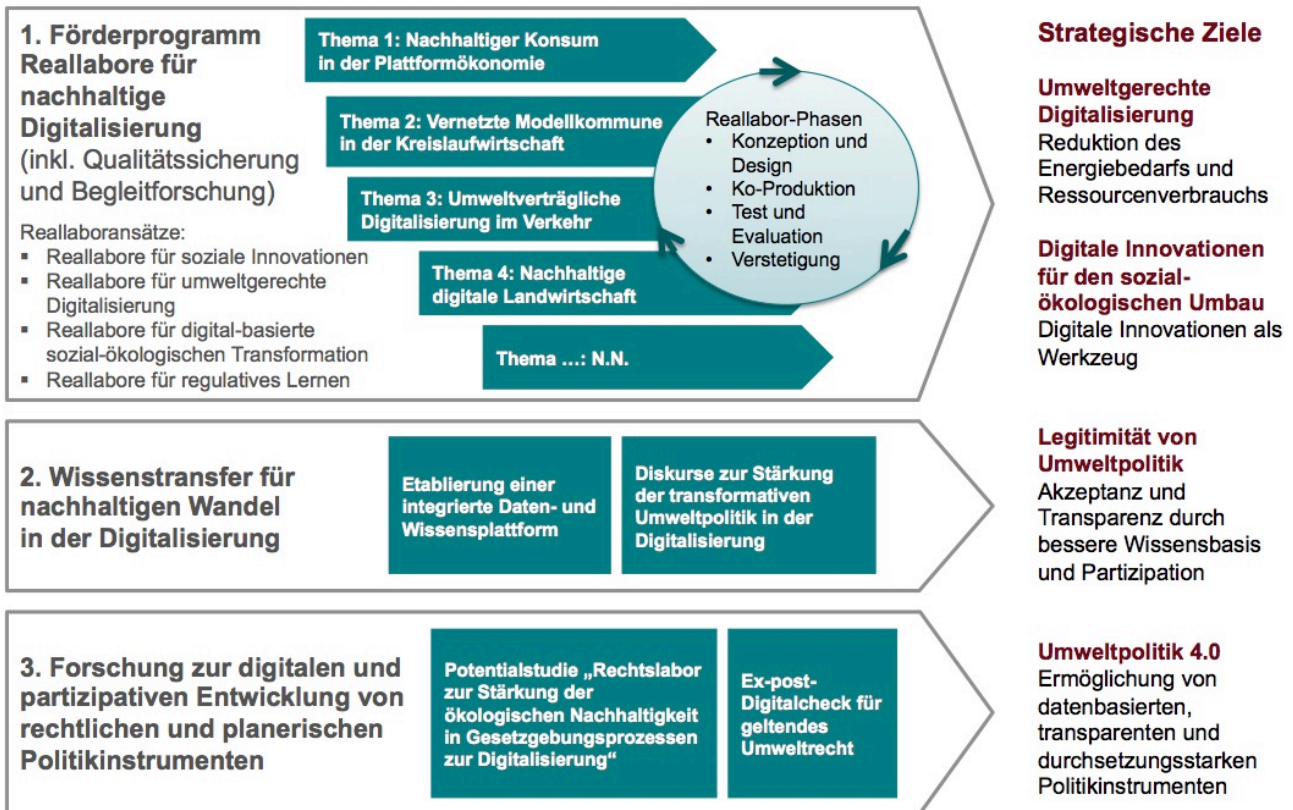 1. Förderprogramm
Reallabore für
nachhaltige
Digitalisierung
(inkl. Qualitätssicherung
und Begleitforschung)
Reallaboransätze:
▪ Reallabore für soziale Innovationen
▪ Reallabore für umweltgerechte
Digitalisierung
▪ Reallabore für digital-basierte
sozial-ökologischen Transformation
▪ Reallabore für regulatives Lernen
Thema 1: Nachhaltiger Konsum
in der Plattformökonomie
Thema 2: Vernetzte Modellkommune
in der Kreislaufwirtschaft
Thema 3: Umweltverträgliche
Digitalisierung im Verkehr
Thema 4: Nachhaltige
digitale Landwirtschaft
Thema …: N.N.
Reallabor-Phasen
• Konzeption und
Design
• Ko-Produktion
• Test und
Evaluation
• Verstetigung
Strategische Ziele
Umweltgerechte
Digitalisierung
Reduktion des
Energiebedarfs und
Ressourcenverbrauchs
Digitale Innovationen
für den sozial-
ökologischen Umbau
Digitale Innovationen als
Werkzeug
2. Wissenstransfer für
nachhaltigen Wandel
in der Digitalisierung
Etablierung einer
integrierte Daten- und
Wissensplattform
Diskurse zur Stärkung
der transformativen
Umweltpolitik in der
Digitalisierung
Legitimität von
Umweltpolitik
Akzeptanz und
Transparenz durch
bessere Wissensbasis
und Partizipation
3. Forschung zur digitalen und
partizipativen Entwicklung von
rechtlichen und planerischen
Politikinstrumenten
Potentialstudie „Rechtslabor
zur Stärkung der
ökologischen Nachhaltigkeit
in Gesetzgebungsprozessen
zur Digitalisierung“
Ex-post-
Digitalcheck für
geltendes
Umweltrecht
Umweltpolitik 4.0
Ermöglichung von
datenbasierten,
transparenten und
durchsetzungsstarken
Politikinstrumenten